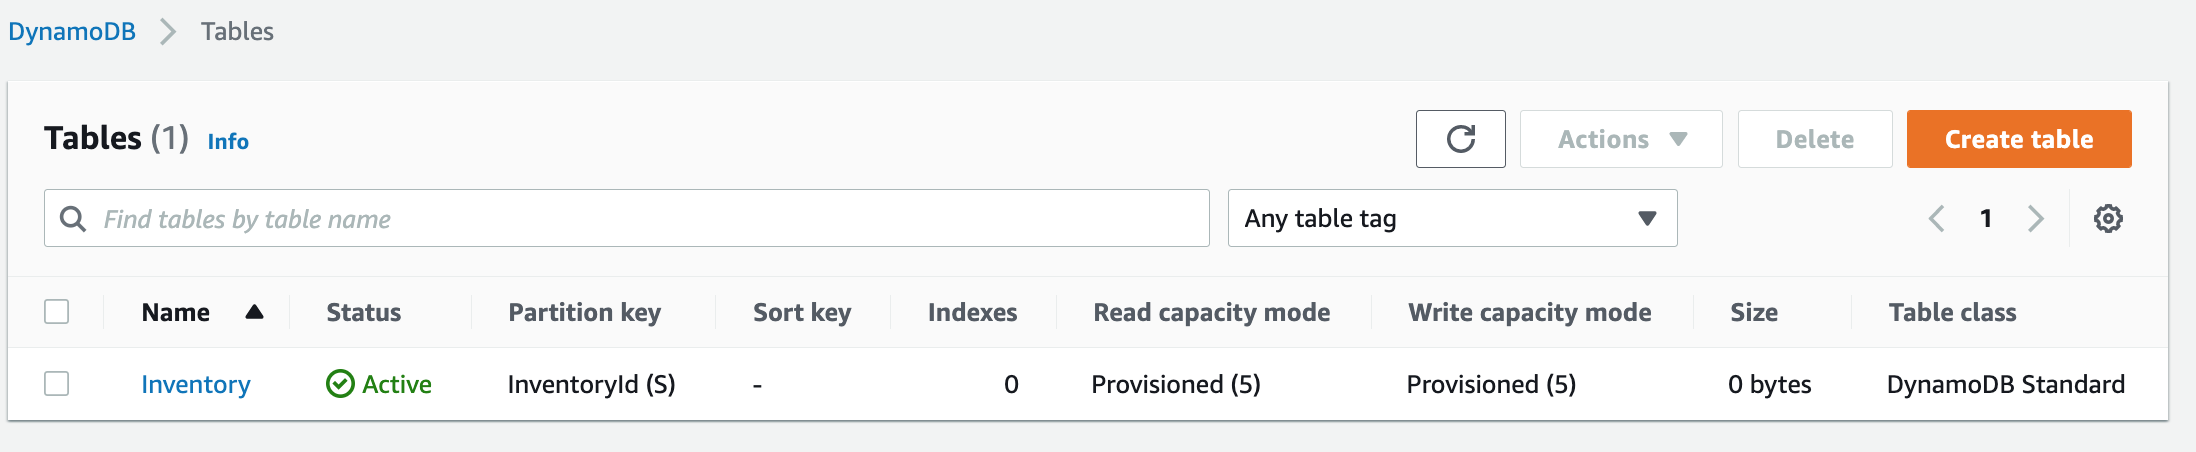 DynamoDB > Tables
Tables (1) Info
Actions Delete Create table
Find tables by table name Any table tag 1
Name Status Partition key Sort key Indexes Read capacity mode Write capacity mode Size Table class
Inventory Active InventoryId (S) - 0 Provisioned (5) Provisioned (5) 0 bytes DynamoDB Standard